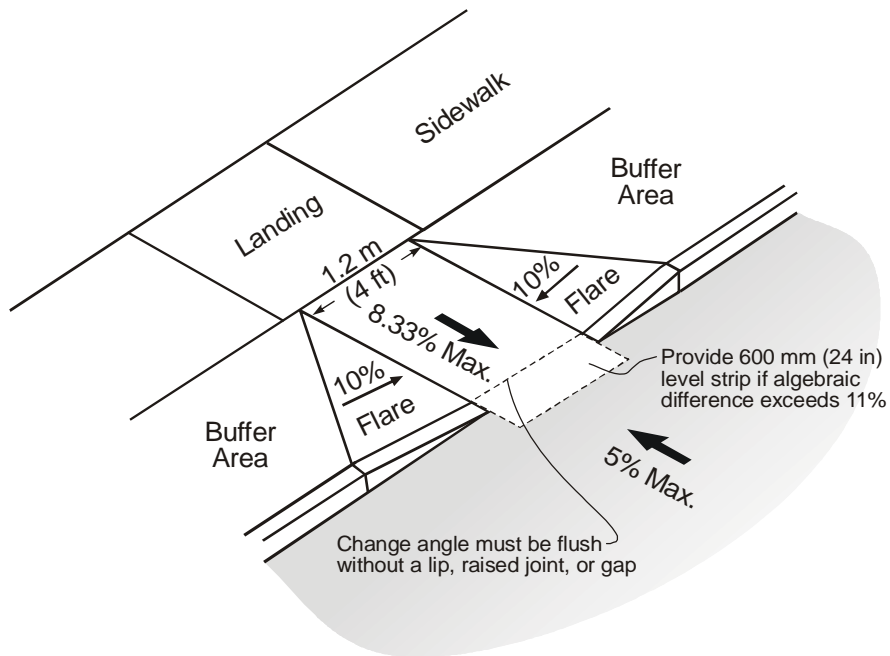 Sidewalk
Buffer
Area
Landing
1.2 m
(4 ft)
10%
Flare
8.33% Max.
Provide 600 mm (24 in)
level strip if algebraic
difference exceeds 11%
10%
Flare
Buffer
Area
5% Max.
Change angle must be flush
without a lip, raised joint, or gap